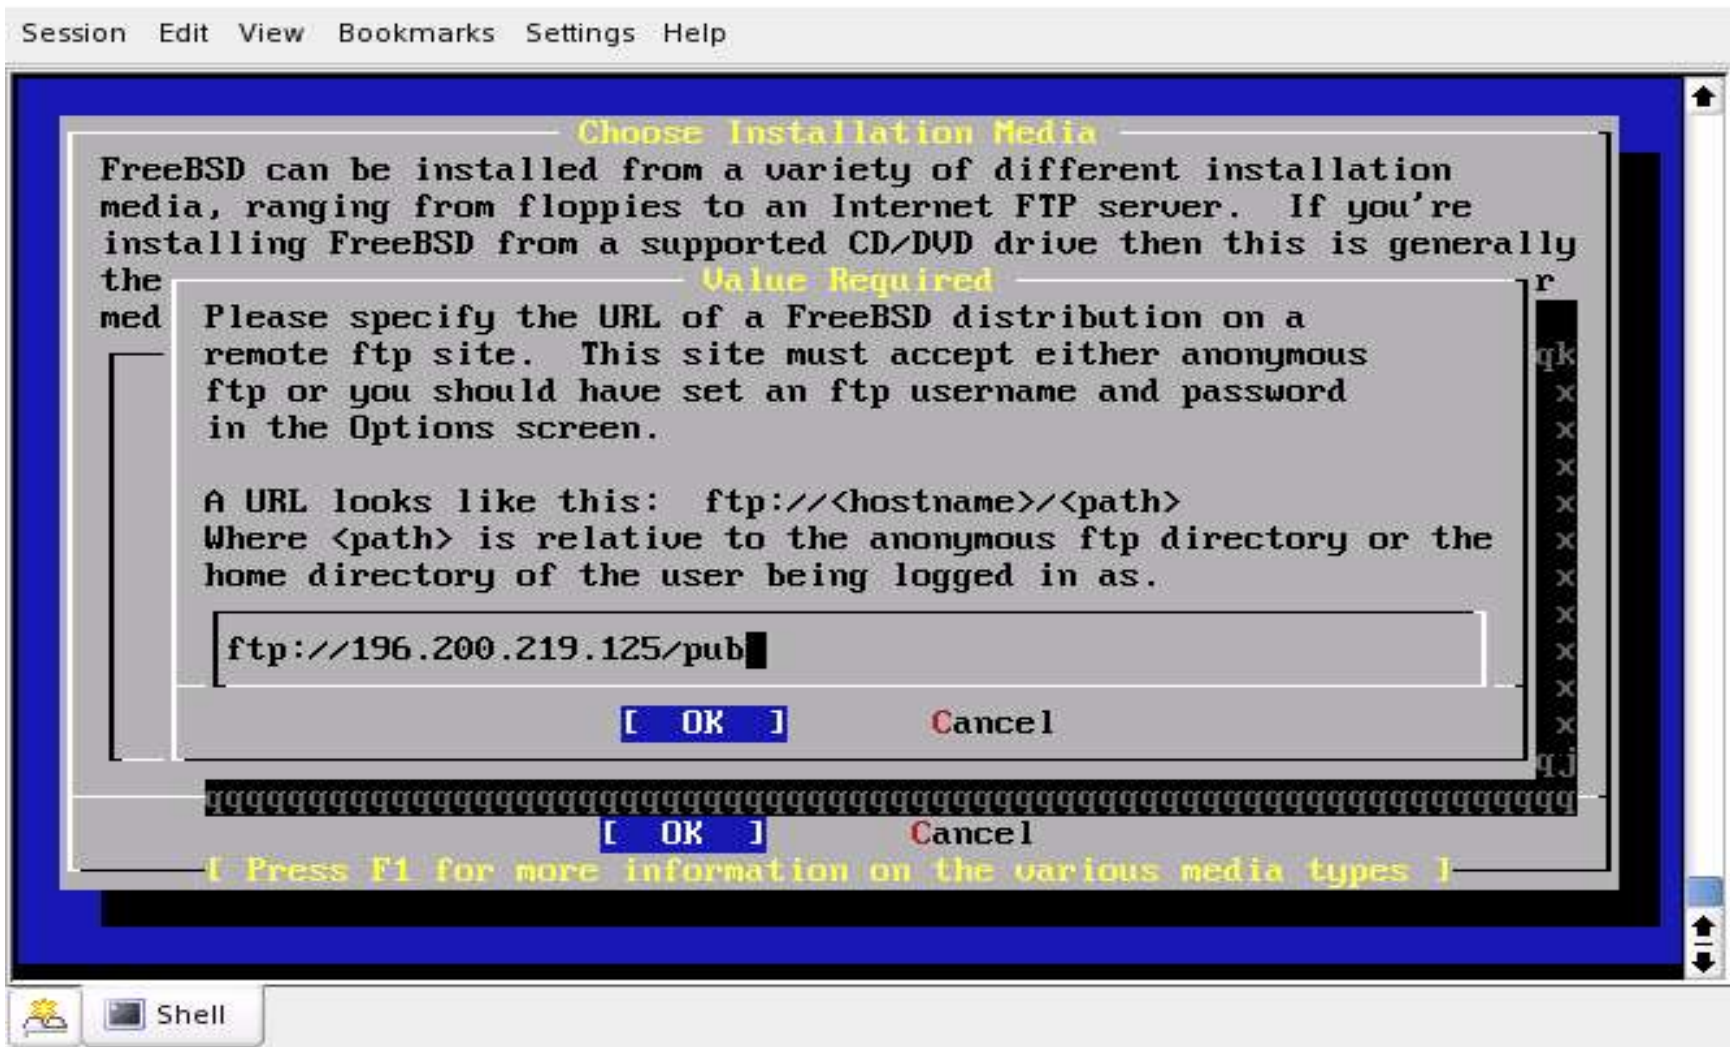 Session Edit View Bookmarks Settings Help
Choose Installation Media
FreeBSD can be installed from a variety of different installation
media, ranging from floppies to an Internet FTP server.  If you're
installing FreeBSD from a supported CD/DVD drive then this is generally
the r
Value Required
med
Please specify the URL of a FreeBSD distribution on a
remote ftp site.  This site must accept either anonymous
qk
ftp or you should have set an ftp username and password
x
in the Options screen.
x
x
A URL looks like this:  ftp://<hostname>/<path>
x
Where <path> is relative to the anonymous ftp directory or the
x
home directory of the user being logged in as.
x
x
ftp://196.200.219.125/pub
x
x
[ OK ] Cancel
x
qj
qqqqqqqqqqqqqqqqqqqqqqqqqqqqqqqqqqqqqqqqqqqqqqqqqqqqqqqqqqqqqqqqqq
[ OK ] Cancel
[ Press F1 for more information on the various media types ]
Shell